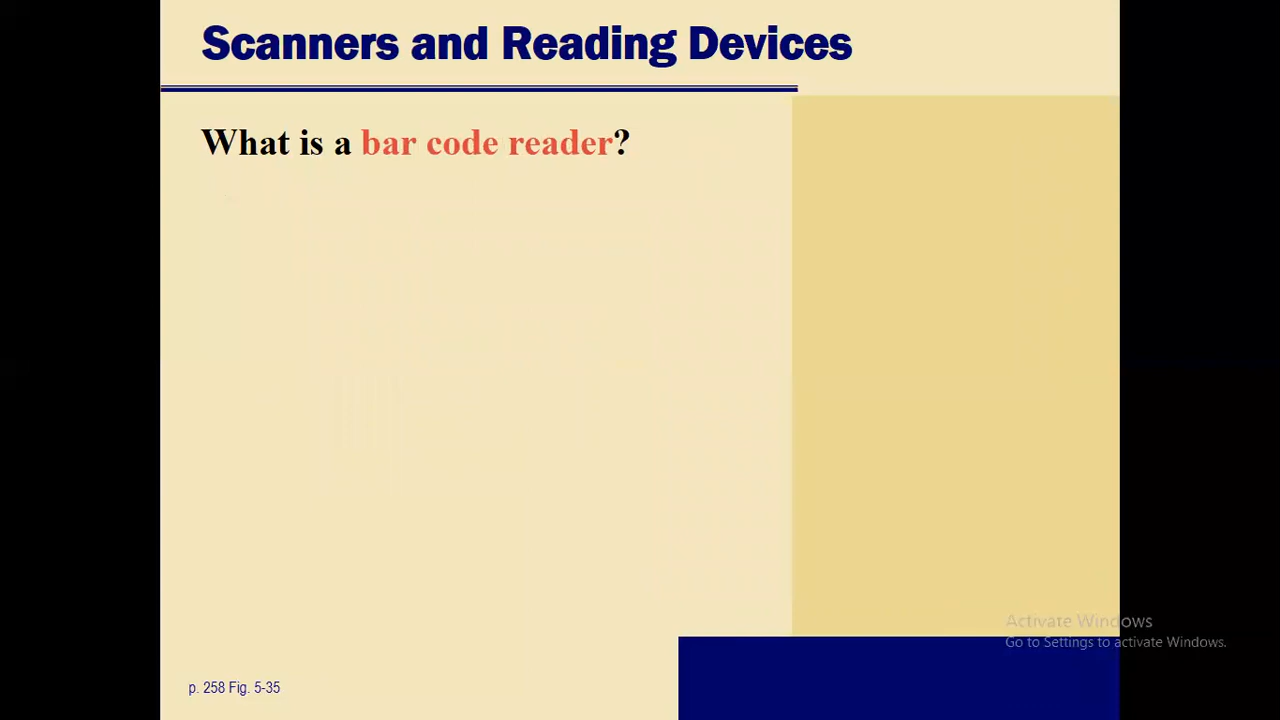 Scanners and Reading Devices
What is a bar code reader?
Activate Windows
Go to Settings to activate Windows.
p. 258 Fig. 5-35